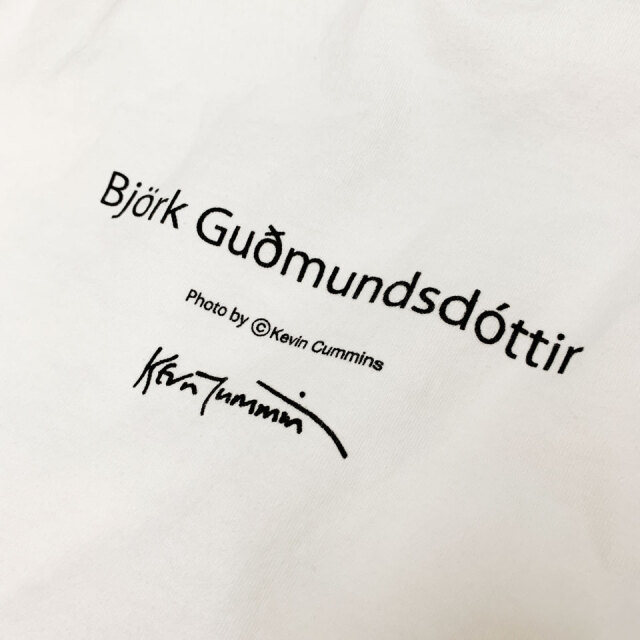 Björk Guðmundsdóttir
Photo by ©Kevin Cummins
Kevin Cummins